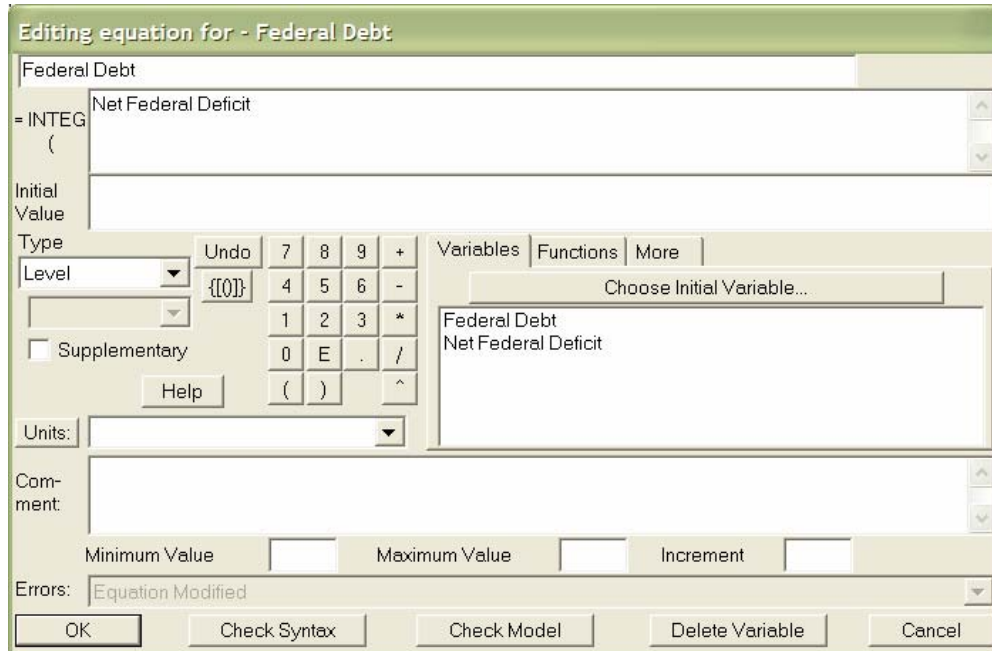 Editing equation for - Federal Debt
Federal Debt
= INTEG (
Net Federal Deficit
Initial Value
Type
Undo 7 8 9 +
Variables Functions More
Level
{[()]} 4 5 6 -
Choose Initial Variable...
1 2 3 *
Federal Debt
Net Federal Deficit
Supplementary
0 E . /
Help
( ) ^
Units:
Com-
ment:
Minimum Value Maximum Value Increment
Errors: Equation Modified
OK Check Syntax Check Model Delete Variable Cancel